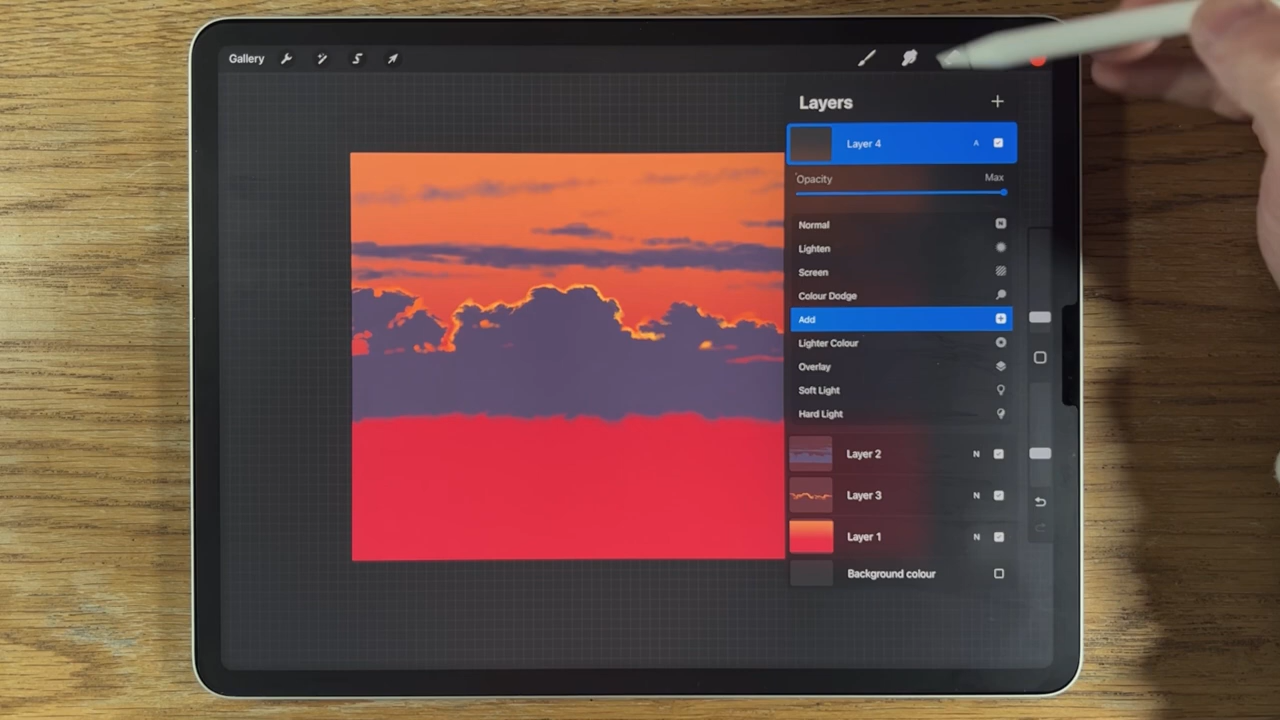 Gallery
Layers
Layer 4 A
Opacity Max
Normal N
Lighten
Screen
Colour Dodge
Add
Lighter Colour
Overlay
Soft Light
Hard Light
Layer 2 N
Layer 3 N
Layer 1 N
Background colour